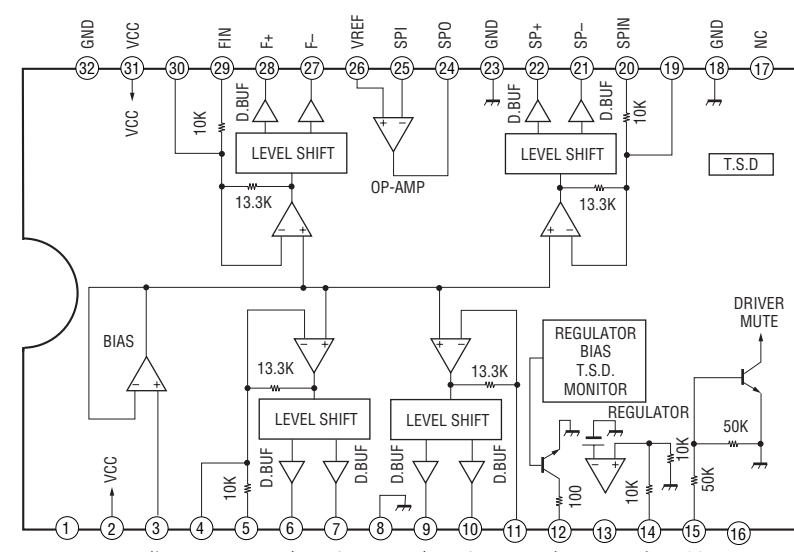 GND VCC FIN F+ F– VREF SPI SPO GND SP+ SP– SPIN GND NC
32 31 30 29 28 27 26 25 24 23 22 21 20 19 18 17
VCC 10K D.BUF D.BUF D.BUF 10K
LEVEL SHIFT
OP-AMP
LEVEL SHIFT
T.S.D
13.3K
13.3K
– +
+ –
+ –
BIAS
– +
– +
+ –
13.3K
13.3K
LEVEL SHIFT
LEVEL SHIFT
REGULATOR
BIAS
T.S.D.
MONITOR
REGULATOR
– +
DRIVER
MUTE
50K
VCC
10K
D.BUF
D.BUF
D.BUF
D.BUF
100
10K
10K
50K
1 2 3 4 5 6 7 8 9 10 11 12 13 14 15 16